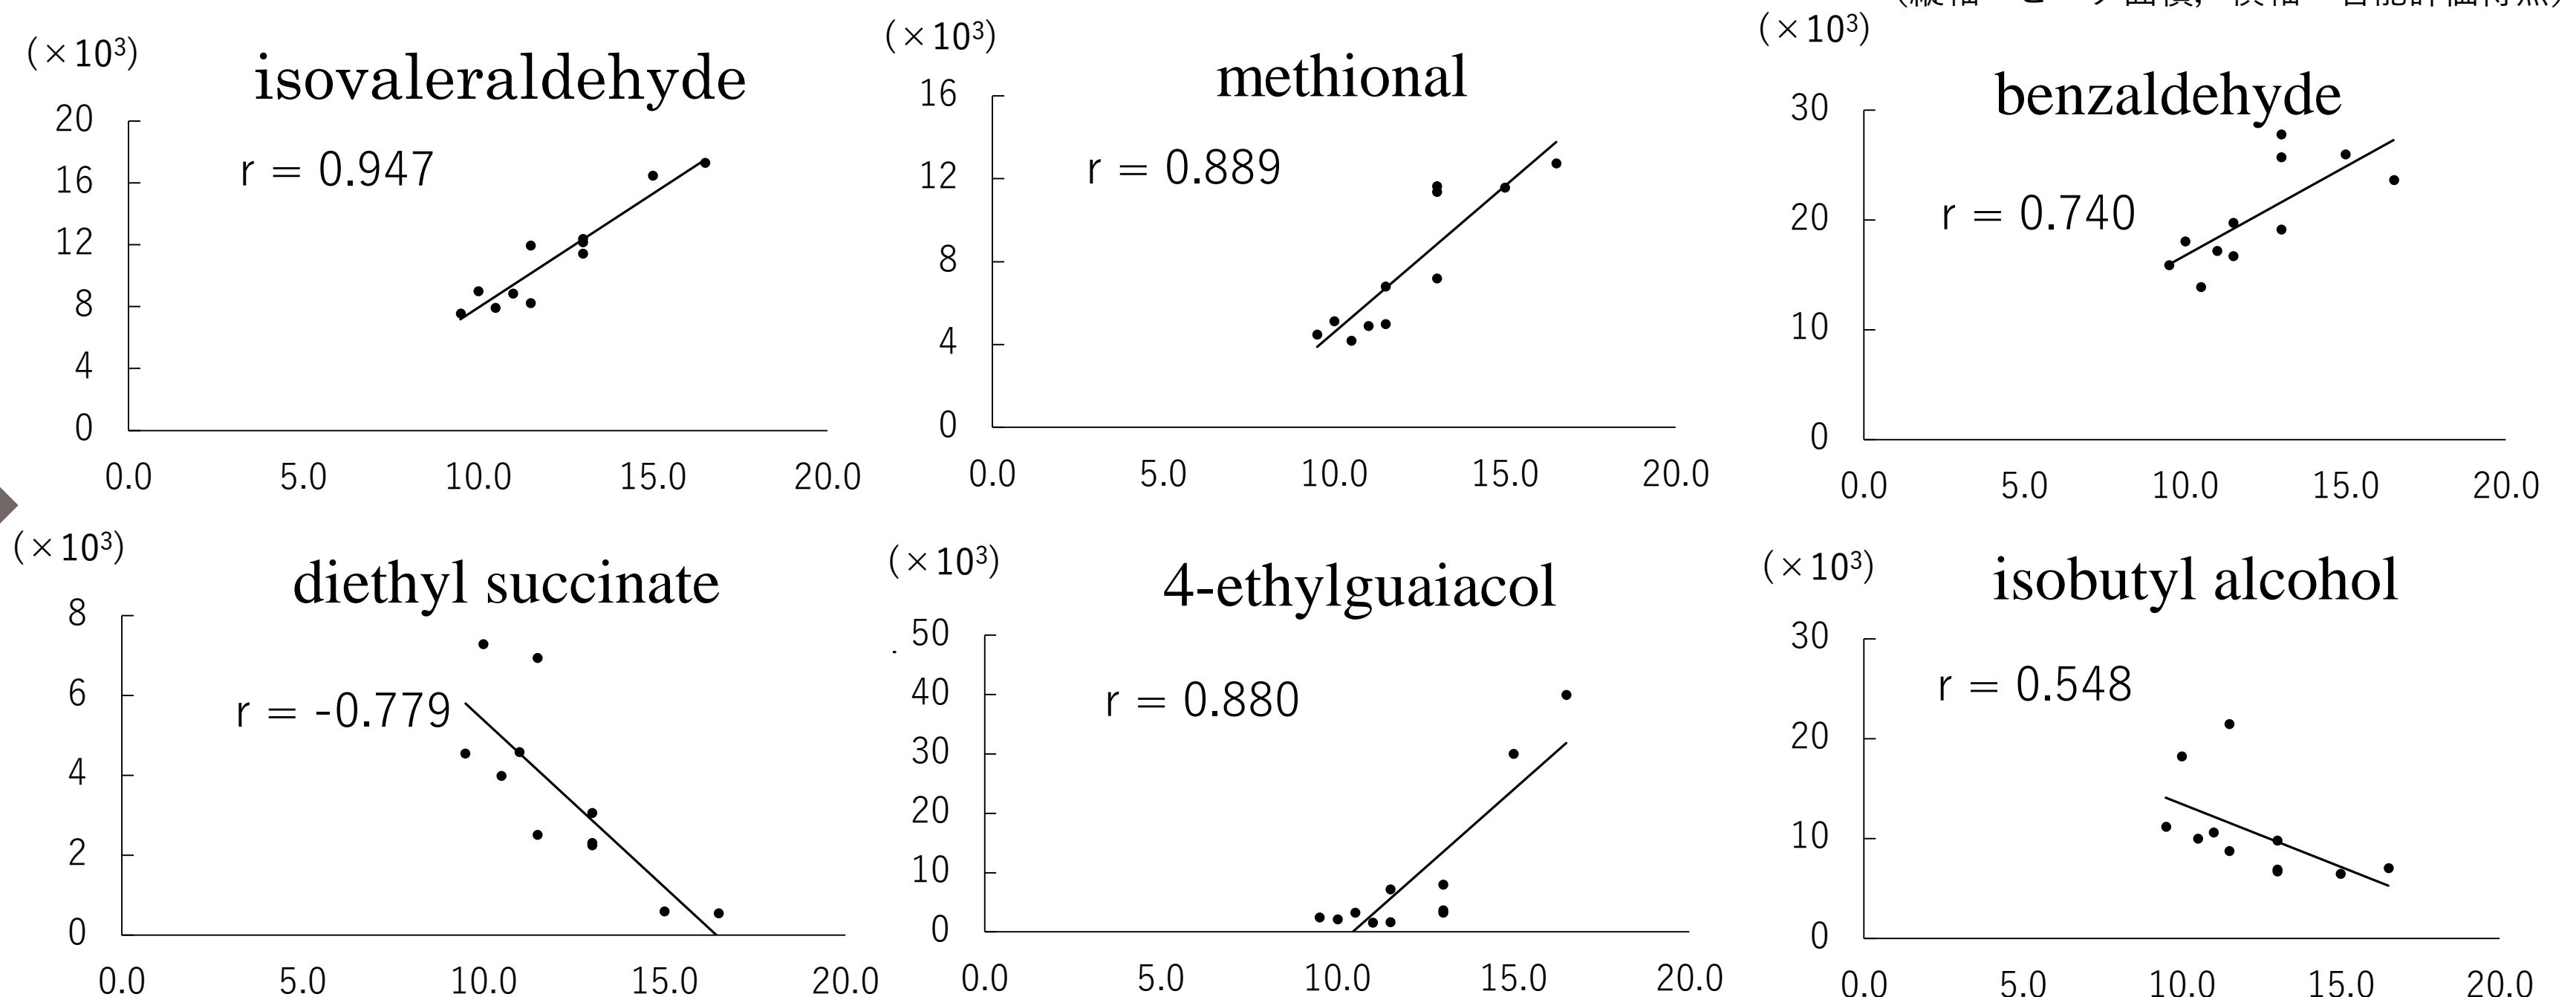 (×10³)
isovaleraldehyde
r = 0.947
20
16
12
8
4
0
0.0 5.0 10.0 15.0 20.0
(×10³)
methional
r = 0.889
16
12
8
4
0
0.0 5.0 10.0 15.0 20.0
(×10³)
benzaldehyde
r = 0.740
30
20
10
0
0.0 5.0 10.0 15.0 20.0
(×10³)
diethyl succinate
r = -0.779
8
6
4
2
0
0.0 5.0 10.0 15.0 20.0
(×10³)
4-ethylguaiacol
r = 0.880
50
40
30
20
10
0
0.0 5.0 10.0 15.0 20.0
(×10³)
isobutyl alcohol
r = 0.548
30
20
10
0
0.0 5.0 10.0 15.0 20.0